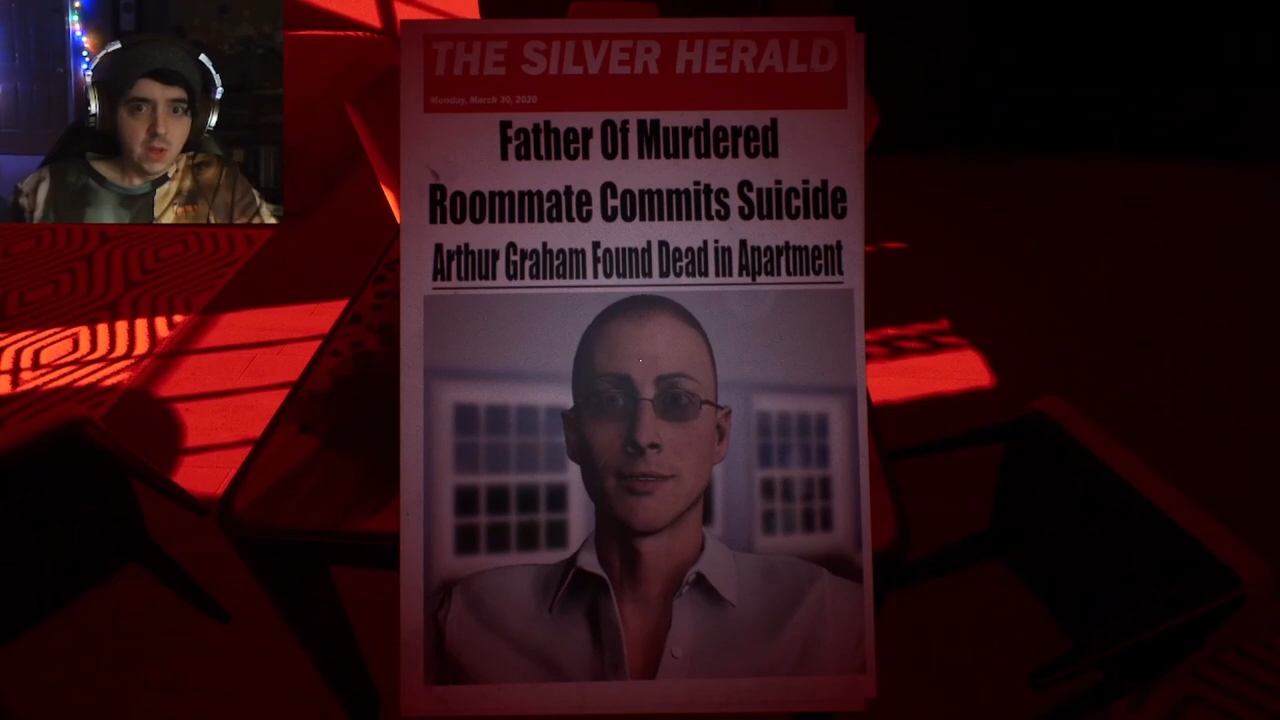 THE SILVER HERALD
Monday, March 30, 2020
Father Of Murdered
Roommate Commits Suicide
Arthur Graham Found Dead in Apartment